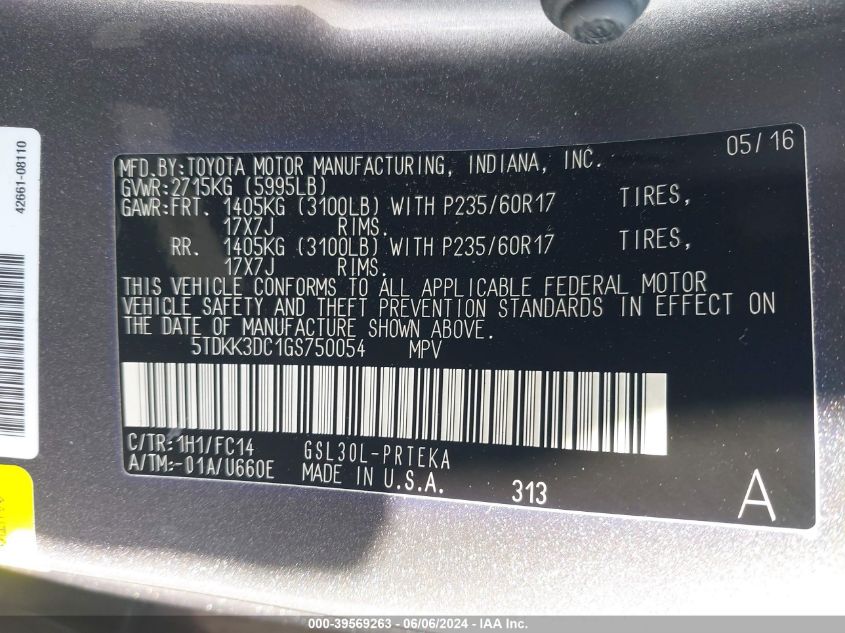 42661-08110
05/16
MFD.BY:TOYOTA MOTOR MANUFACTURING, INDIANA, INC.
GVWR:2715KG (5995LB)
GAWR:FRT. 1405KG (3100LB) WITH P235/60R17 TIRES,
17X7J RIMS.
RR. 1405KG (3100LB) WITH P235/60R17 TIRES,
17X7J RIMS.
THIS VEHICLE CONFORMS TO ALL APPLICABLE FEDERAL MOTOR
VEHICLE SAFETY AND THEFT PREVENTION STANDARDS IN EFFECT ON
THE DATE OF MANUFACTURE SHOWN ABOVE.
5TDKK3DC1GS750054 MPV
C/TR:1H1/FC14 GSL30L-PRTEKA
A/TM:-01A/U660E MADE IN U.S.A. 313 A
000-39569263 - 06/06/2024 - IAA Inc.